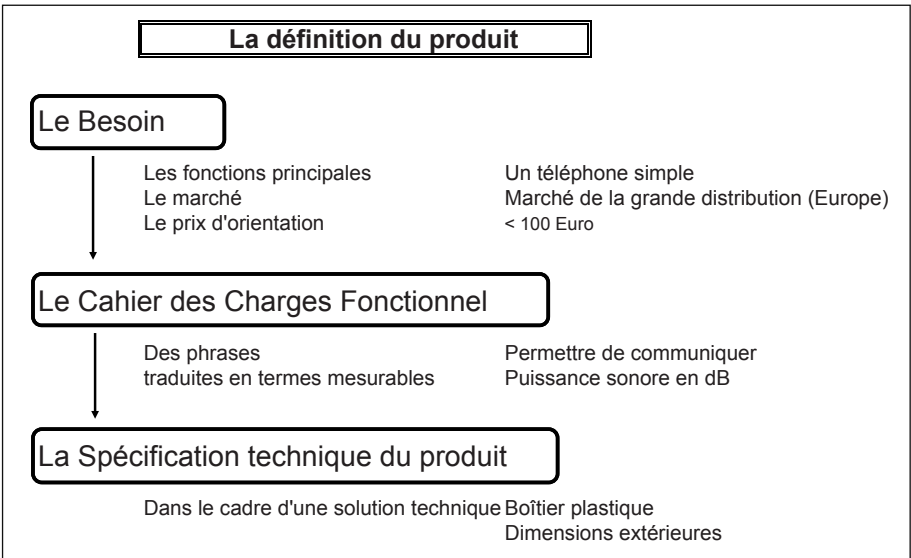 La définition du produit
Le Besoin
Les fonctions principales Un téléphone simple
Le marché Marché de la grande distribution (Europe)
Le prix d'orientation < 100 Euro
Le Cahier des Charges Fonctionnel
Des phrases Permettre de communiquer
traduites en termes mesurables Puissance sonore en dB
La Spécification technique du produit
Dans le cadre d'une solution technique Boîtier plastique
Dimensions extérieures